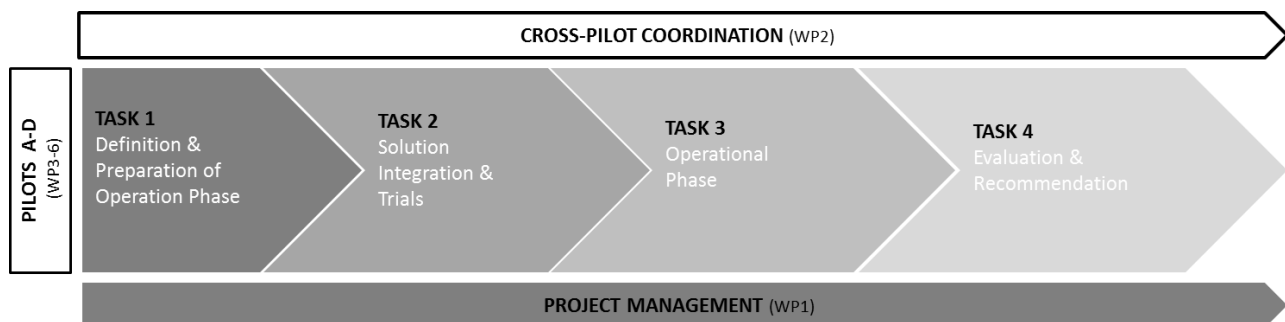 CROSS-PILOT COORDINATION (WP2)
PILOTS A-D
(WP3-6)
TASK 1
Definition &
Preparation of
Operation Phase
TASK 2
Solution
Integration &
Trials
TASK 3
Operational
Phase
TASK 4
Evaluation &
Recommendation
PROJECT MANAGEMENT (WP1)